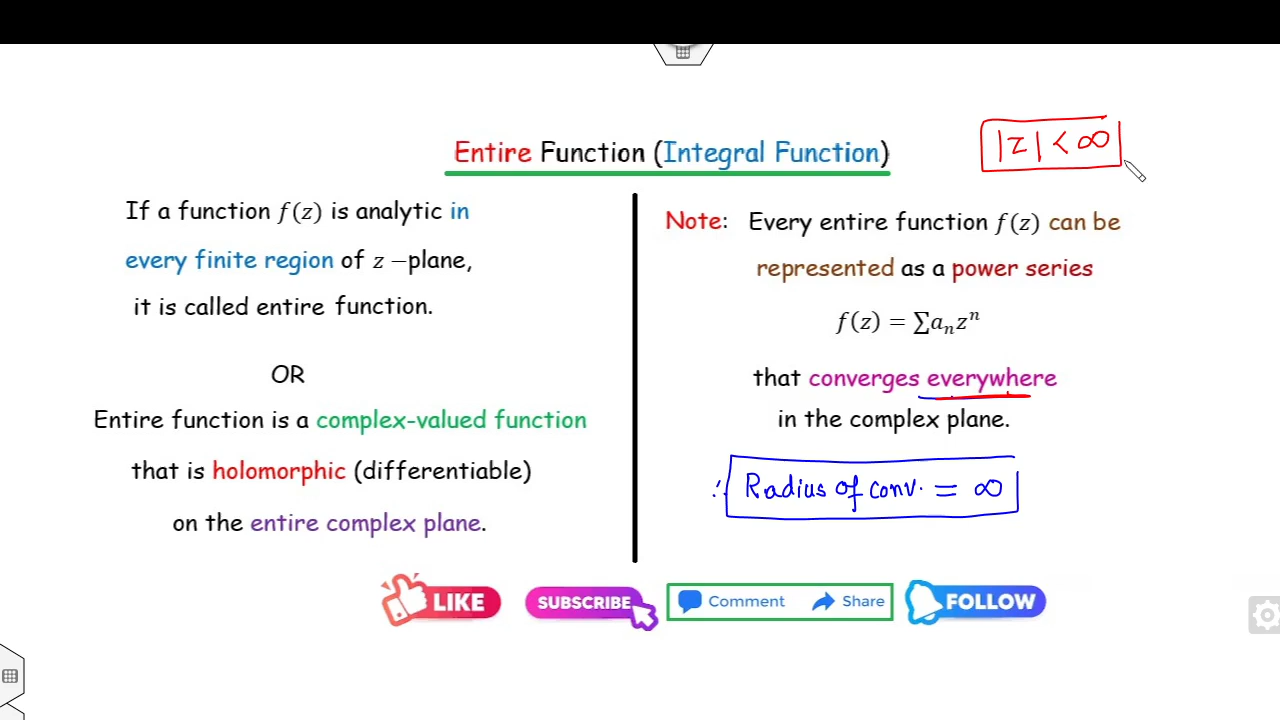 Entire Function (Integral Function)
|z| < ∞
If a function f(z) is analytic in
every finite region of z −plane,
it is called entire function.
OR
Entire function is a complex-valued function
that is holomorphic (differentiable)
on the entire complex plane.
Note: Every entire function f(z) can be
represented as a power series
f(z) = ∑aₙzⁿ
that converges everywhere
in the complex plane.
∴ Radius of conv. = ∞
LIKE
SUBSCRIBE
Comment
Share
FOLLOW